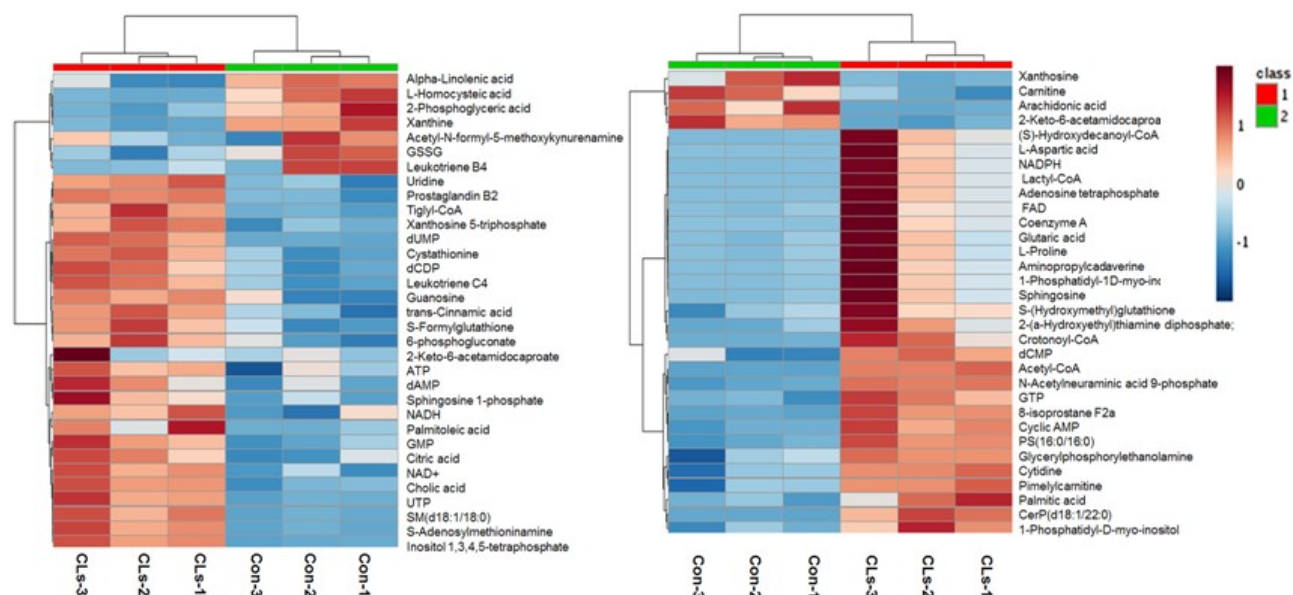 Alpha-Linolenic acid
L-Homocysteic acid
2-Phosphoglyceric acid
Xanthine
Acetyl-N-formyl-5-methoxykynurenamine
GSSG
Leukotriene B4
Uridine
Prostaglandin B2
Tiglyl-CoA
Xanthosine 5-triphosphate
dUMP
Cystathionine
dCDP
Leukotriene C4
Guanosine
trans-Cinnamic acid
S-Formylglutathione
6-phosphogluconate
2-Keto-6-acetamidocaproate
ATP
dAMP
Sphingosine 1-phosphate
NADH
Palmitoleic acid
GMP
Citric acid
NAD+
Cholic acid
UTP
SM(d18:1/18:0)
S-Adenosylmethioninamine
Inositol 1,3,4,5-tetraphosphate
CLs-3
CLs-2
CLs-1
Con-3
Con-2
Con-1
Xanthosine
Carnitine
Arachidonic acid
2-Keto-6-acetamidocaproa
(S)-Hydroxydecanoyl-CoA
L-Aspartic acid
NADPH
Lactyl-CoA
Adenosine tetraphosphate
FAD
Coenzyme A
Glutaric acid
L-Proline
Aminopropylcadaverine
1-Phosphatidyl-1D-myo-in
Sphingosine
S-(Hydroxymethyl)glutathione
2-(a-Hydroxyethyl)thiamine diphosphate;
Crotonoyl-CoA
dCMP
Acetyl-CoA
N-Acetylneuraminic acid 9-phosphate
GTP
8-isoprostane F2a
Cyclic AMP
PS(16:0/16:0)
Glycerylphosphorylethanolamine
Cytidine
Pimelylcarnitine
Palmitic acid
CerP(d18:1/22:0)
1-Phosphatidyl-D-myo-inositol
Con-3
Con-2
Con-1
CLs-3
CLs-2
CLs-1
class
1
2
1
0
-1